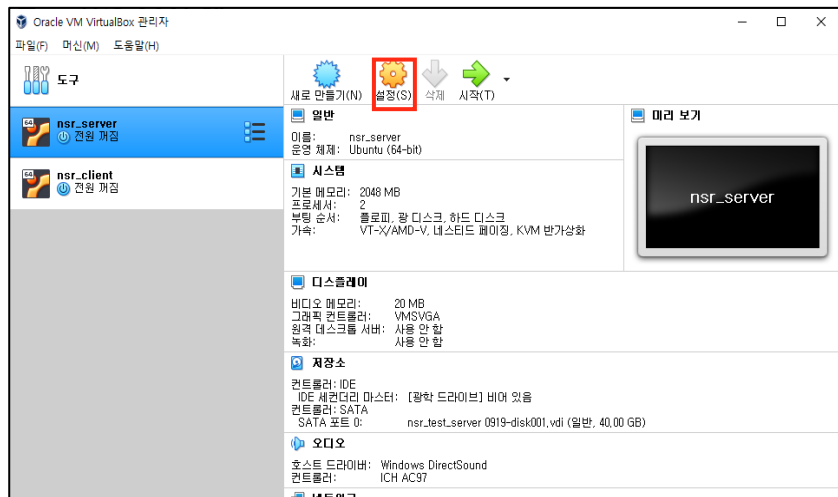 Oracle VM VirtualBox 관리자
파일(F) 머신(M) 도움말(H)
도구
새로 만들기(N) 설정(S) 삭제 시작(T)
64 nsr_server
전원 꺼짐
64 nsr_client
전원 꺼짐
일반
이름: nsr_server
운영 체제: Ubuntu (64-bit)
미리 보기
nsr_server
시스템
기본 메모리: 2048 MB
프로세서: 2
부팅 순서: 플로피, 광 디스크, 하드 디스크
가속: VT-X/AMD-V, 네스티드 페이징, KVM 반가상화
디스플레이
비디오 메모리: 20 MB
그래픽 컨트롤러: VMSVGA
원격 데스크톱 서버: 사용 안 함
녹화: 사용 안 함
저장소
컨트롤러: IDE
IDE 세컨더리 마스터: [광학 드라이브] 비어 있음
컨트롤러: SATA
SATA 포트 0: nsr_test_server 0919-disk001.vdi (일반, 40.00 GB)
오디오
호스트 드라이버: Windows DirectSound
컨트롤러: ICH AC97